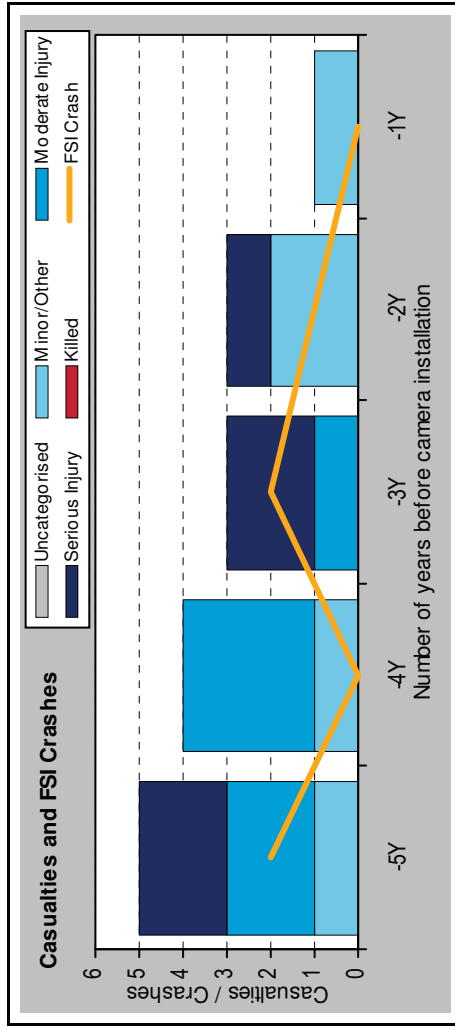 Casualties and FSI Crashes
Uncategorised
Minor/Other
Moderate Injury
Serious Injury
Killed
FSI Crash
Casualties / Crashes
6
5
4
3
2
1
0
-5Y
-4Y
-3Y
-2Y
-1Y
Number of years before camera installation